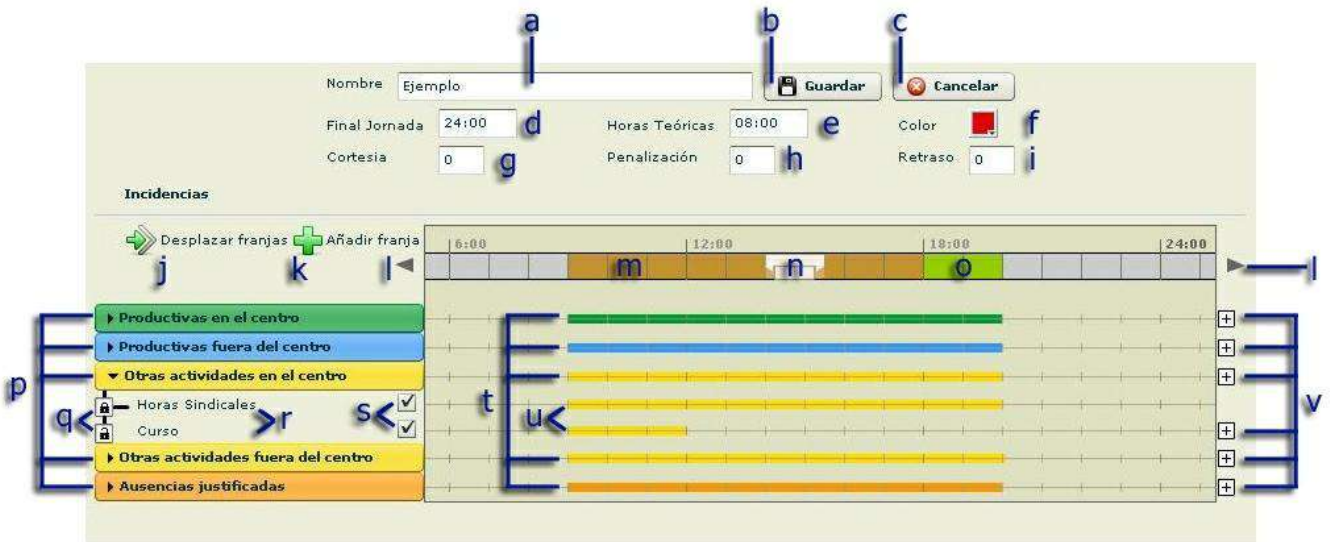 a b c
Nombre Ejemplo Guardar Cancelar
Final Jornada 24:00 d Horas Teóricas 08:00 e Color f
Cortesia 0 g Penalización 0 h Retraso 0 i
Incidencias
Desplazar franjas Añadir franja 6:00 12:00 18:00 24:00
j k l m n o l
Productivas en el centro
Productivas fuera del centro
Otras actividades en el centro
p t v
Horas Sindicales
q r s u
Curso
Otras actividades fuera del centro
Ausencias justificadas